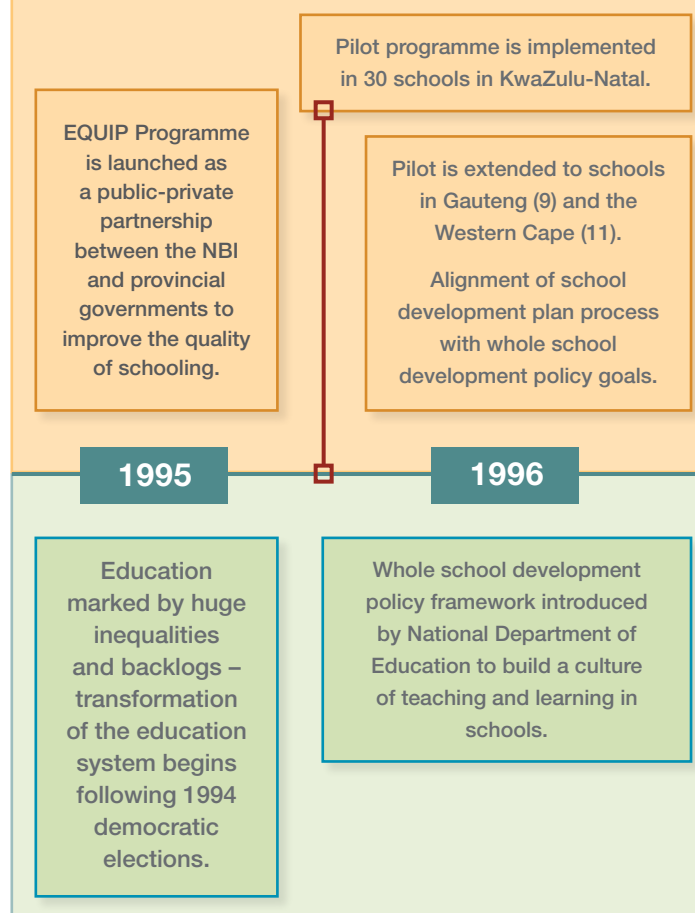 Pilot programme is implemented
in 30 schools in KwaZulu-Natal.
EQUIP Programme
is launched as
a public-private
partnership
between the NBI
and provincial
governments to
improve the quality
of schooling.
Pilot is extended to schools
in Gauteng (9) and the
Western Cape (11).
Alignment of school
development plan process
with whole school
development policy goals.
1995
1996
Education
marked by huge
inequalities
and backlogs –
transformation
of the education
system begins
following 1994
democratic
elections.
Whole school development
policy framework introduced
by National Department of
Education to build a culture
of teaching and learning in
schools.